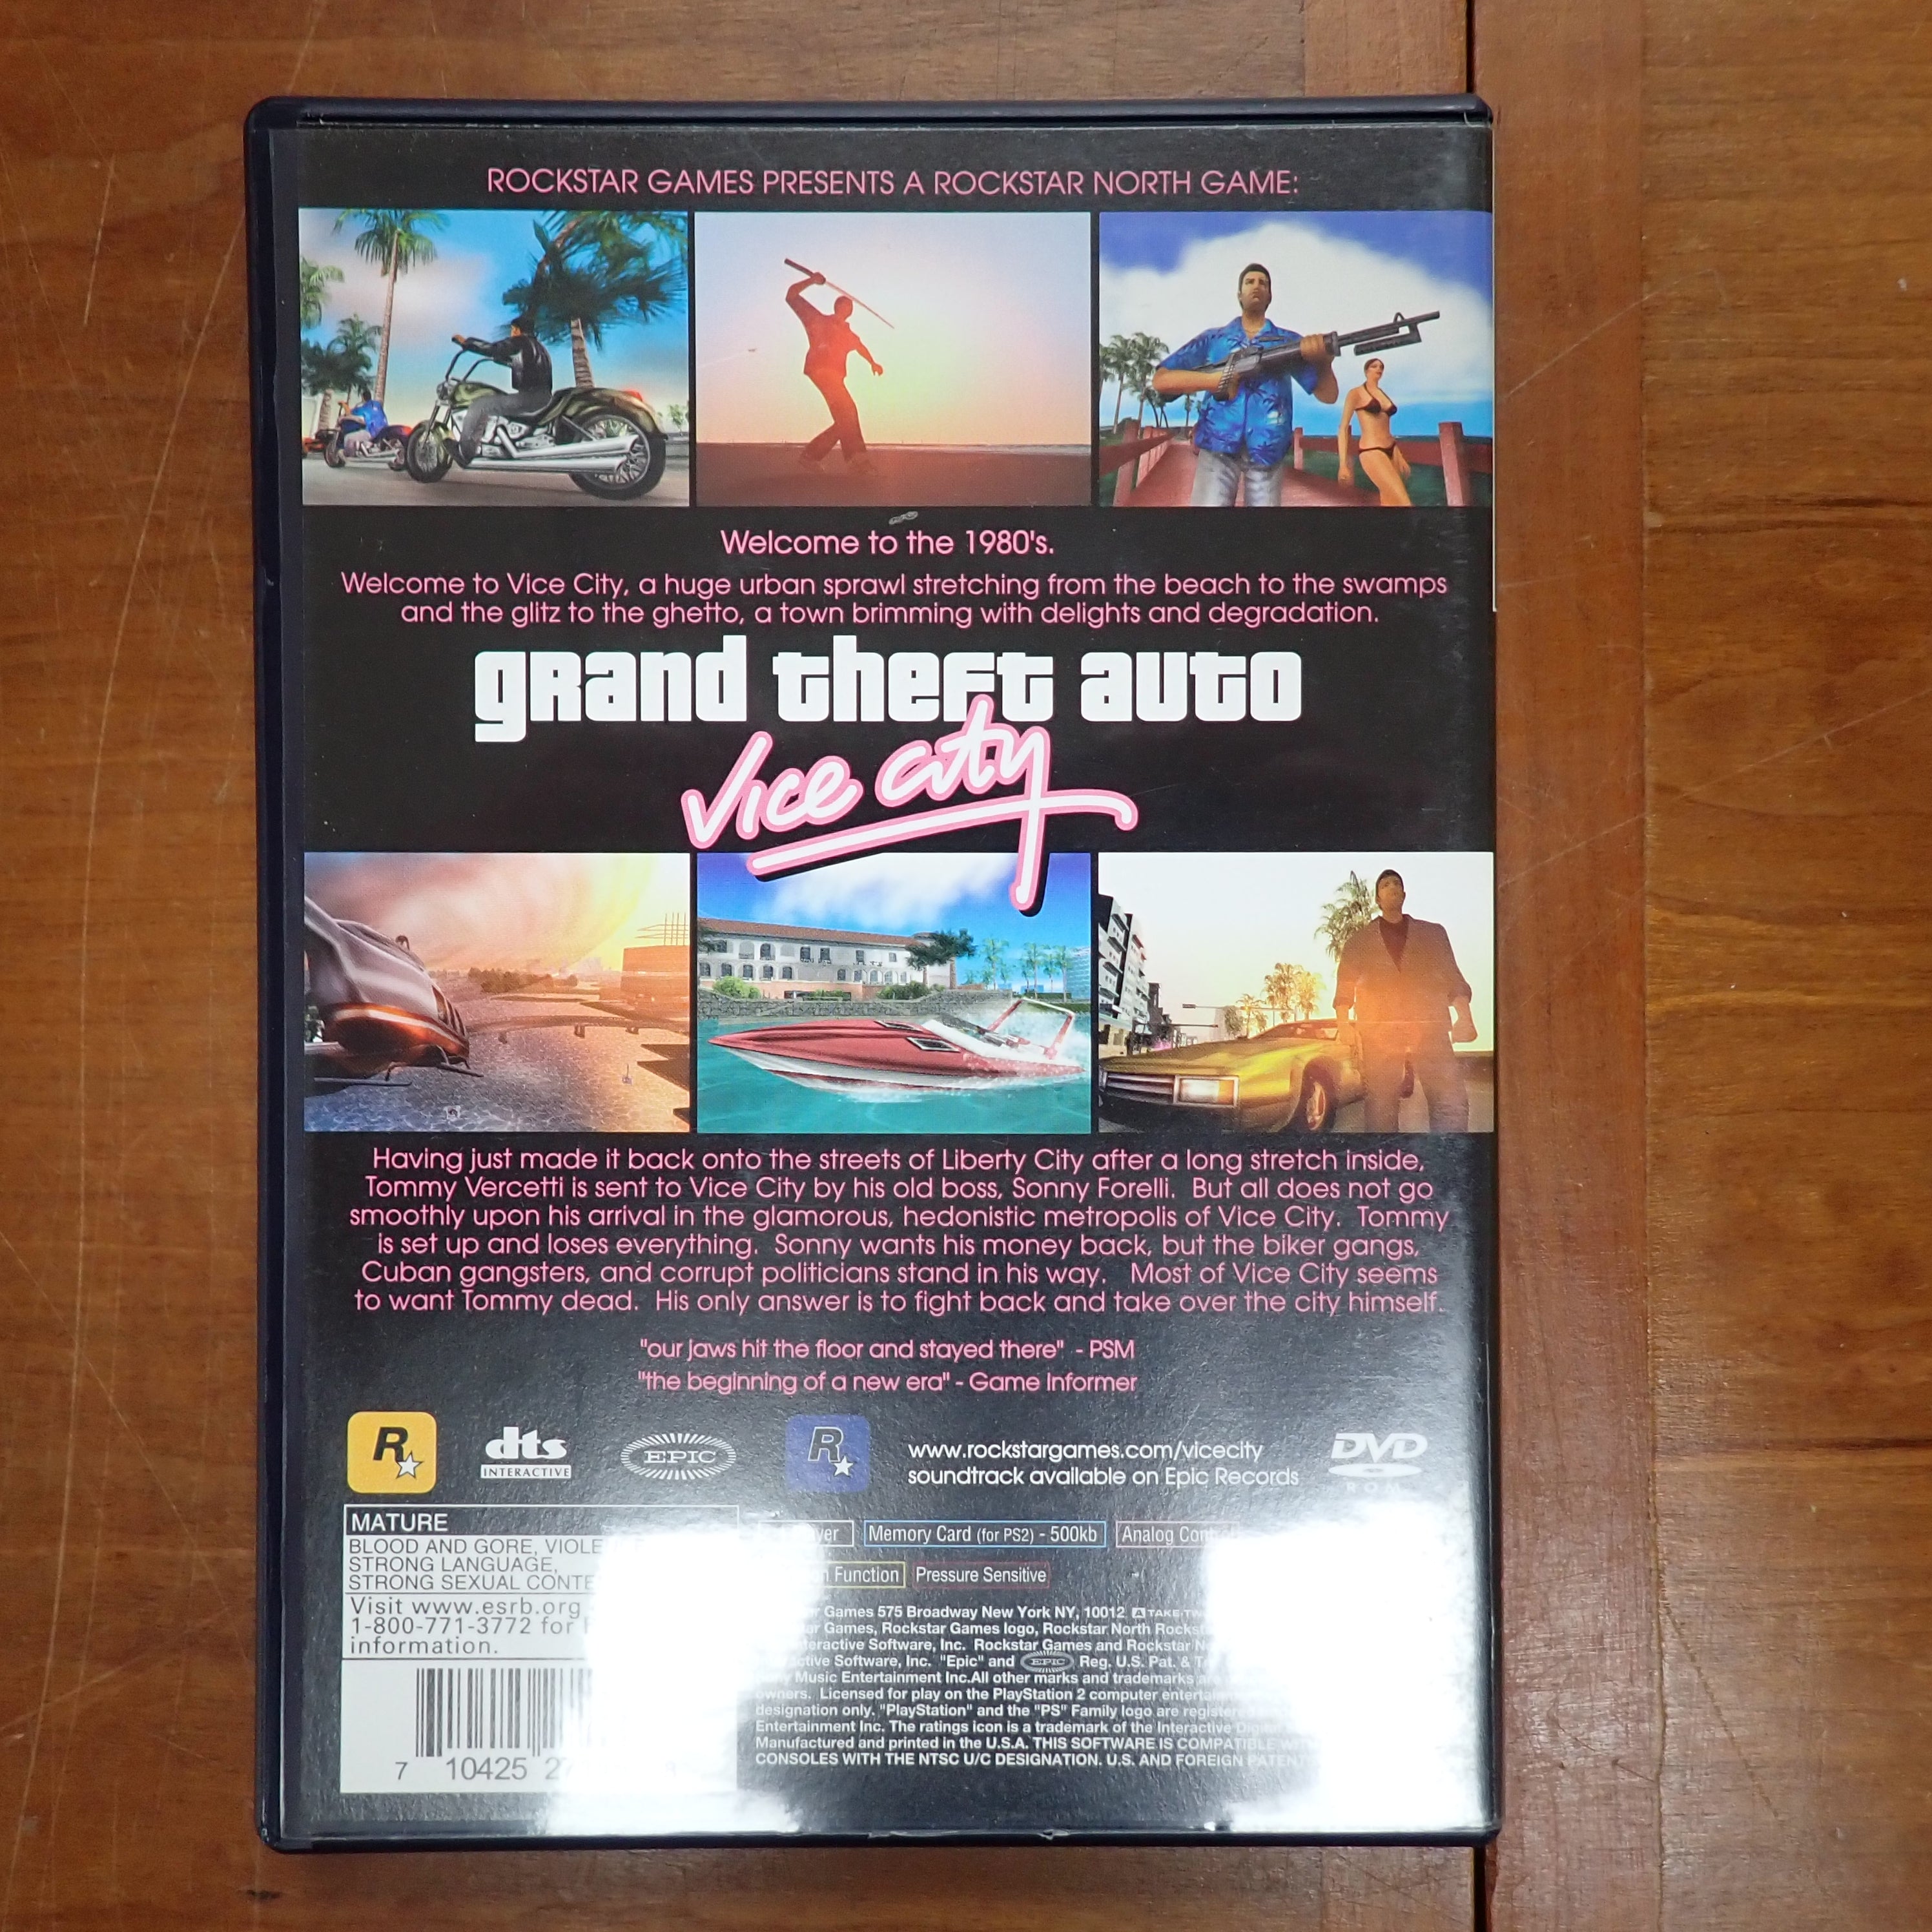 ROCKSTAR GAMES PRESENTS A ROCKSTAR NORTH GAME:
Welcome to the 1980's.
Welcome to Vice City, a huge urban sprawl stretching from the beach to the swamps
and the glitz to the ghetto, a town brimming with delights and degradation.
grand theft auto
Vice City
Having just made it back onto the streets of Liberty City after a long stretch inside,
Tommy Vercetti is sent to Vice City by his old boss, Sonny Forelli. But all does not go
smoothly upon his arrival in the glamorous, hedonistic metropolis of Vice City. Tommy
is set up and loses everything. Sonny wants his money back, but the biker gangs,
Cuban gangsters, and corrupt politicians stand in his way. Most of Vice City seems
to want Tommy dead. His only answer is to fight back and take over the city himself.
"our jaws hit the floor and stayed there" - PSM
"the beginning of a new era" - Game Informer
R
dts
INTERACTIVE
EPIC
R
www.rockstargames.com/vicecity
soundtrack available on Epic Records
DVD
ROM
MATURE
BLOOD AND GORE,
STRONG LANGUAGE,
STRONG SEXUAL
Visit www.esrb.org
1-800-771-3772 for
information.
7 10425
Memory Card (for PS2) - 500kb
Analog
Function
Pressure Sensitive
Games 575 Broadway New York NY, 10012
Games, Rockstar Games logo, Rockstar North
Software, Inc. Rockstar Games and Rockstar
Software, Inc. "Epic" and EPIC Reg. U.S. Pat. &
Music Entertainment Inc.All other marks and trademarks
owners. Licensed for play on the PlayStation 2 computer
designation only. "PlayStation" and the "PS" Family logo are
Entertainment Inc. The ratings icon is a trademark of the Interactive
Manufactured and printed in the U.S.A. THIS SOFTWARE IS COMPATIBLE
CONSOLES WITH THE NTSC U/C DESIGNATION. U.S. AND FOREIGN